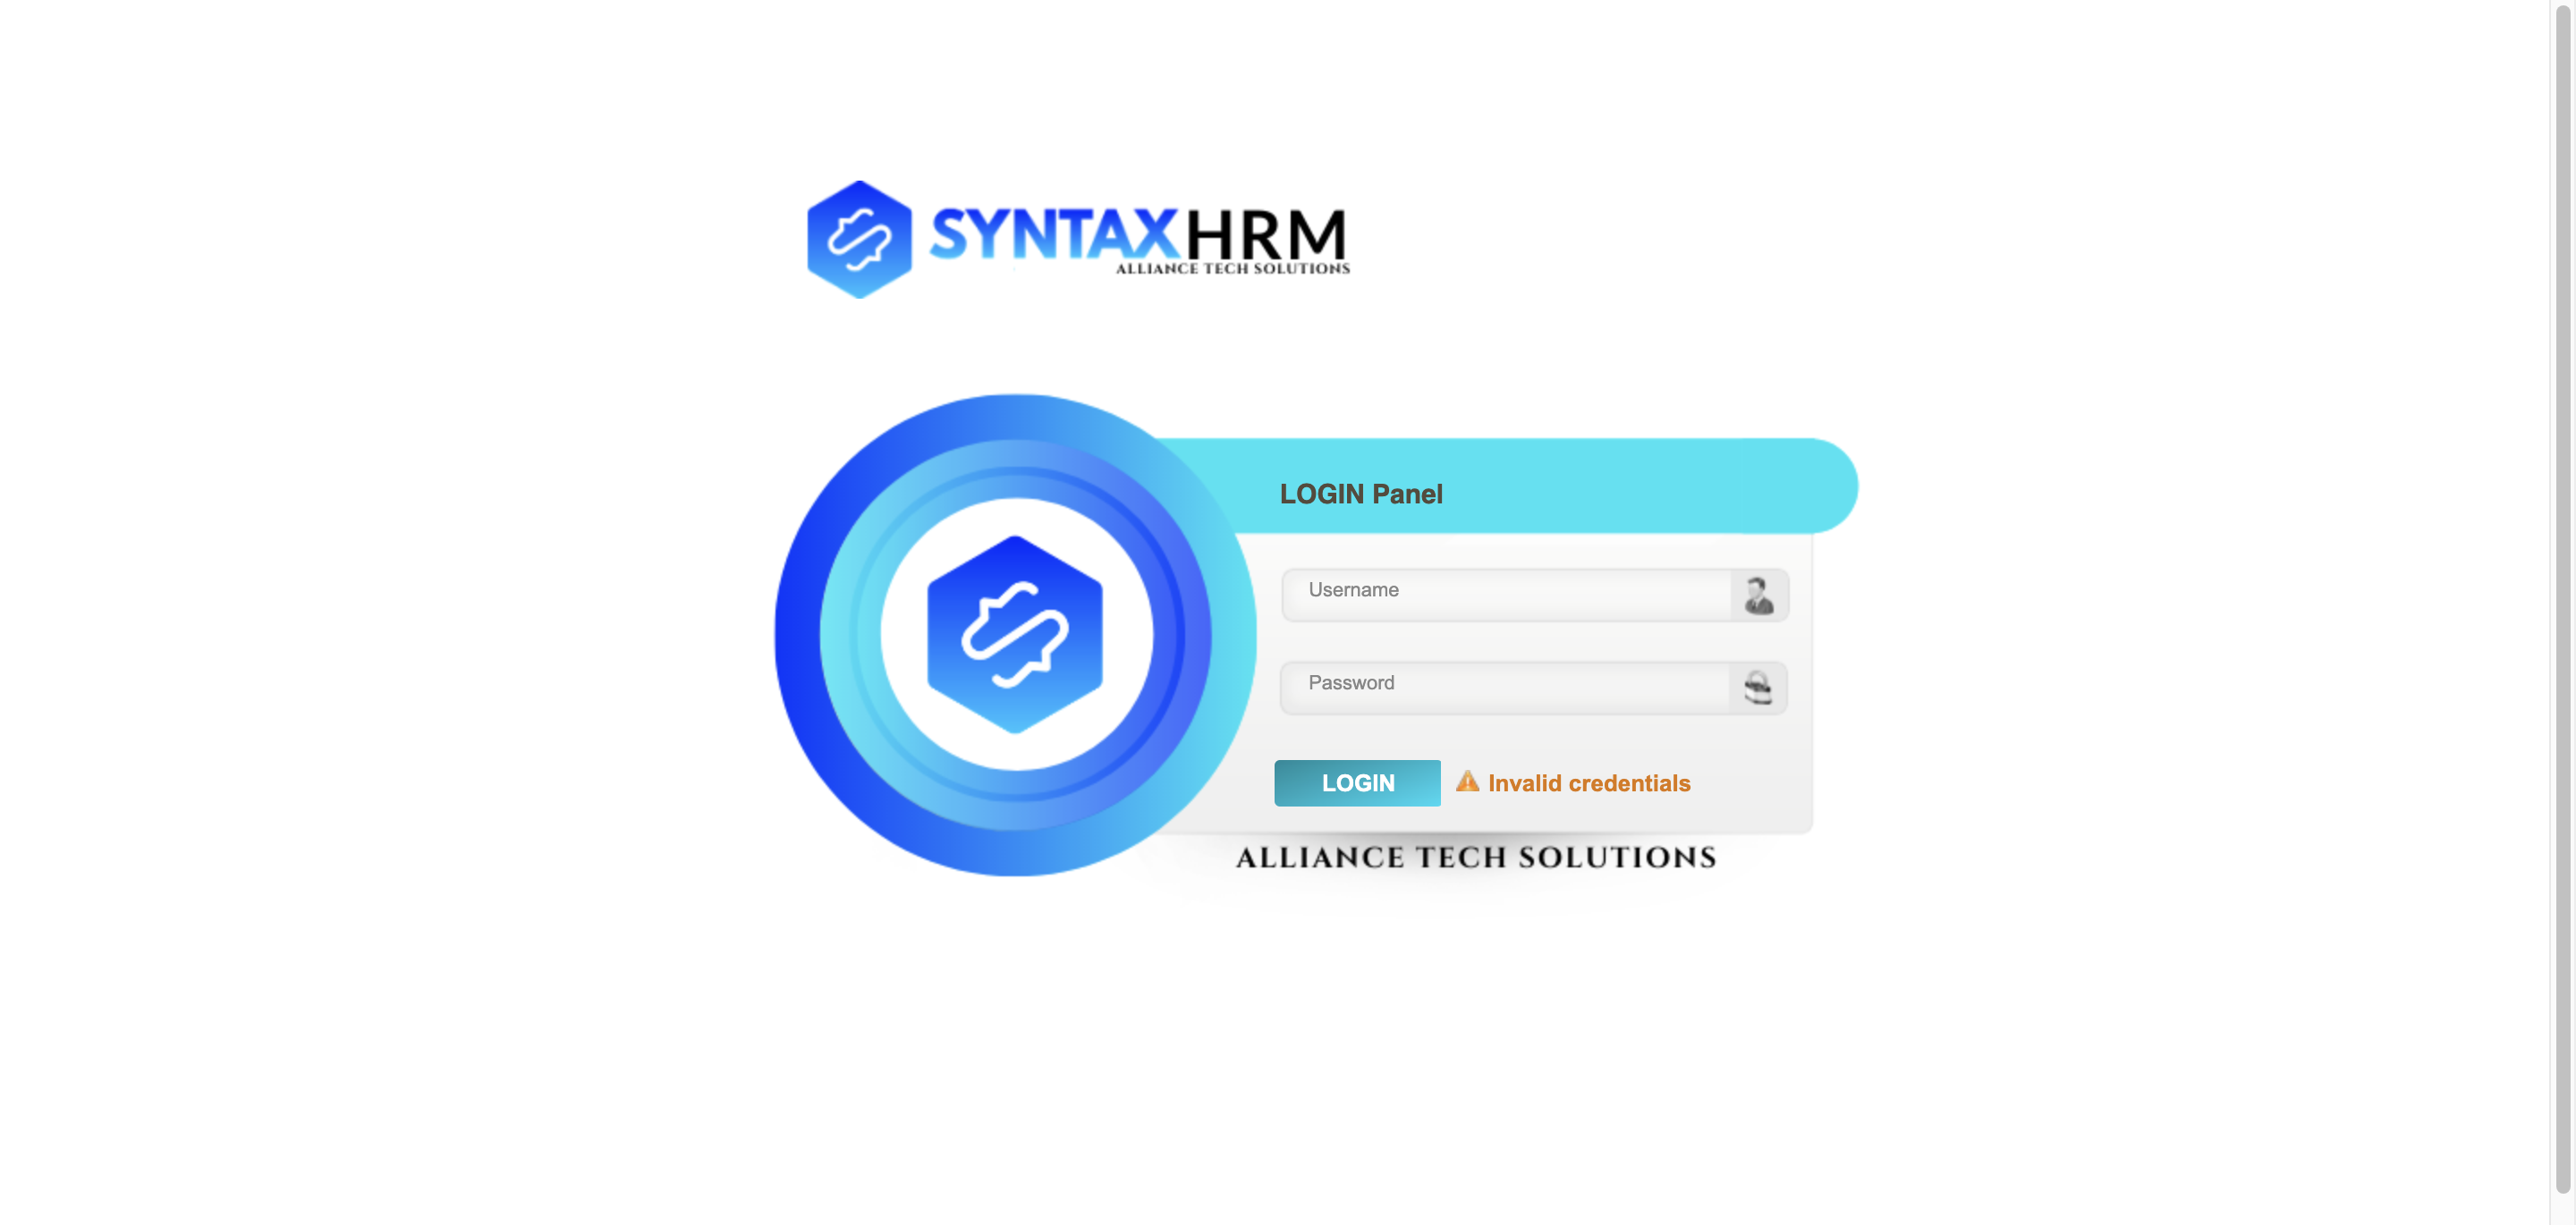 SYNTAXHRM
ALLIANCE TECH SOLUTIONS
LOGIN Panel
Username
Password
LOGIN
Invalid credentials
ALLIANCE TECH SOLUTIONS